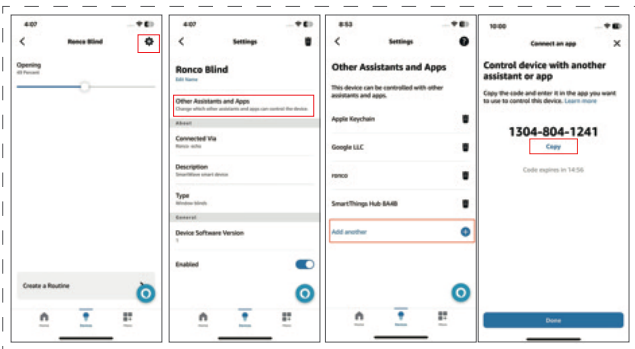 4:07
Ronco Blind
Opening
49 Percent
Create a Routine
Home
Devices
More
4:07
Settings
Ronco Blind
Edit Name
Other Assistants and Apps
Change which other assistants and apps can control the device.
About
Connected Via
Description
SmartWave smart device
Type
Window blinds
General
Device Software Version
1
Enabled
Home
Devices
More
8:53
Settings
Other Assistants and Apps
This device can be controlled with other
assistants and apps.
Apple Keychain
Google LLC
ronco
SmartThings Hub 8A4B
Add another
Home
Devices
More
10:00
Connect an app
Control device with another
assistant or app
Copy the code and enter it in the app you want
to use to control this device. Learn more
1304-804-1241
Copy
Code expires in 14:56
Done